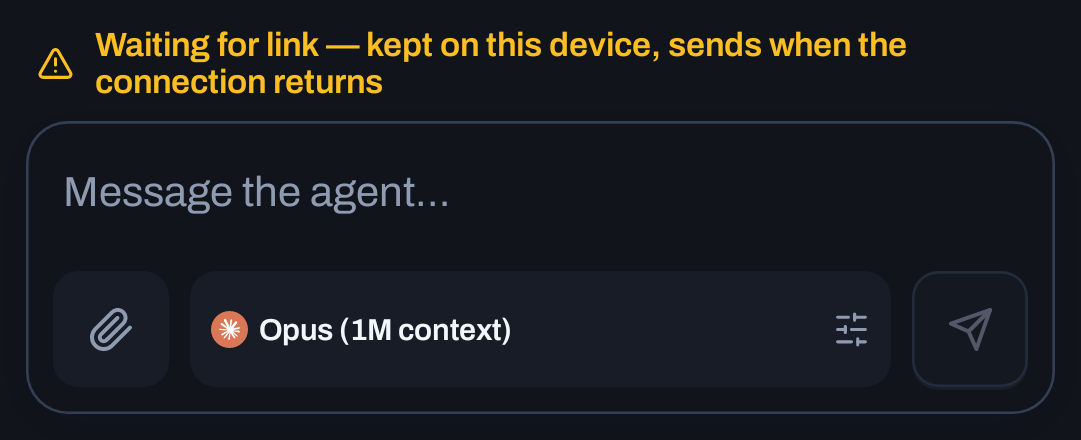 Waiting for link — kept on this device, sends when the
connection returns
Message the agent...
Opus (1M context)